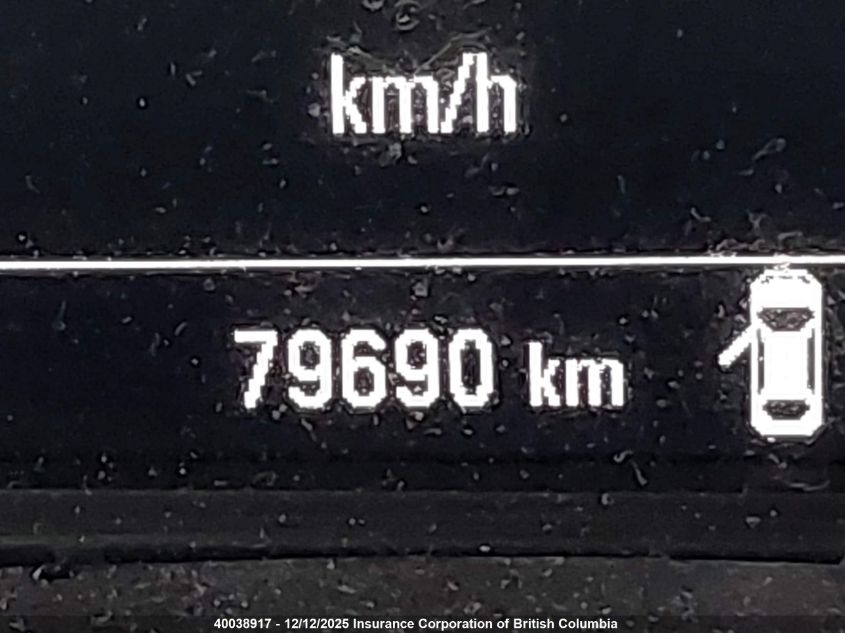 km/h
79690 km
40038917 - 12/12/2025 Insurance Corporation of British Columbia